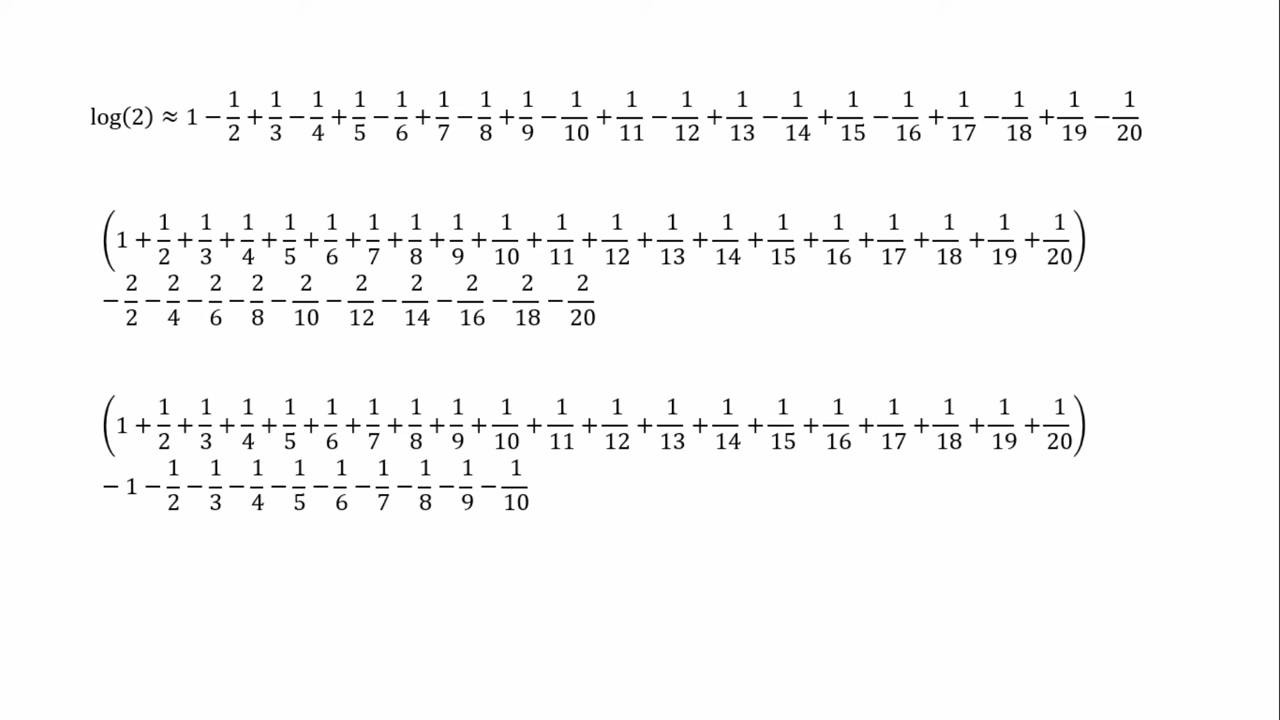 log(2) ≈ 1 − 1/2 + 1/3 − 1/4 + 1/5 − 1/6 + 1/7 − 1/8 + 1/9 − 1/10 + 1/11 − 1/12 + 1/13 − 1/14 + 1/15 − 1/16 + 1/17 − 1/18 + 1/19 − 1/20
(1 + 1/2 + 1/3 + 1/4 + 1/5 + 1/6 + 1/7 + 1/8 + 1/9 + 1/10 + 1/11 + 1/12 + 1/13 + 1/14 + 1/15 + 1/16 + 1/17 + 1/18 + 1/19 + 1/20)
− 2/2 − 2/4 − 2/6 − 2/8 − 2/10 − 2/12 − 2/14 − 2/16 − 2/18 − 2/20
(1 + 1/2 + 1/3 + 1/4 + 1/5 + 1/6 + 1/7 + 1/8 + 1/9 + 1/10 + 1/11 + 1/12 + 1/13 + 1/14 + 1/15 + 1/16 + 1/17 + 1/18 + 1/19 + 1/20)
− 1 − 1/2 − 1/3 − 1/4 − 1/5 − 1/6 − 1/7 − 1/8 − 1/9 − 1/10